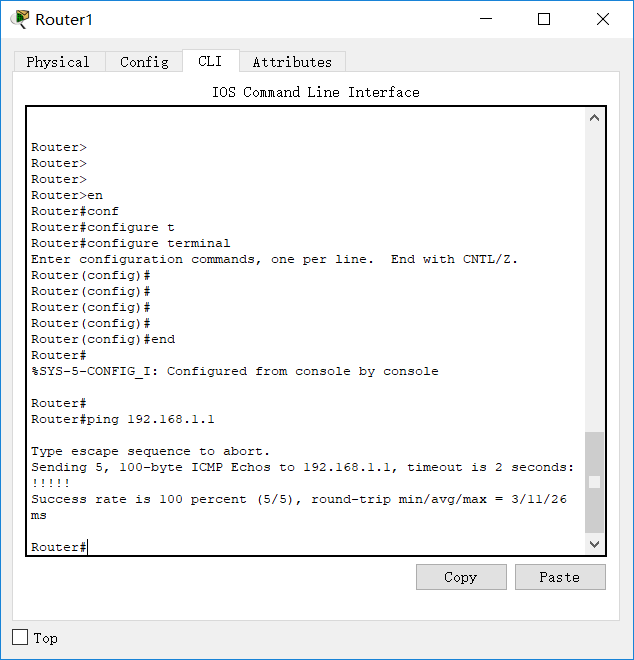 Router1
Physical Config CLI Attributes
IOS Command Line Interface
Router>
Router>
Router>
Router>en
Router#conf
Router#configure t
Router#configure terminal
Enter configuration commands, one per line.  End with CNTL/Z.
Router(config)#
Router(config)#
Router(config)#
Router(config)#
Router(config)#end
Router#
%SYS-5-CONFIG_I: Configured from console by console
Router#
Router#ping 192.168.1.1
Type escape sequence to abort.
Sending 5, 100-byte ICMP Echos to 192.168.1.1, timeout is 2 seconds:
!!!!!
Success rate is 100 percent (5/5), round-trip min/avg/max = 3/11/26
ms
Router#
Copy Paste
Top